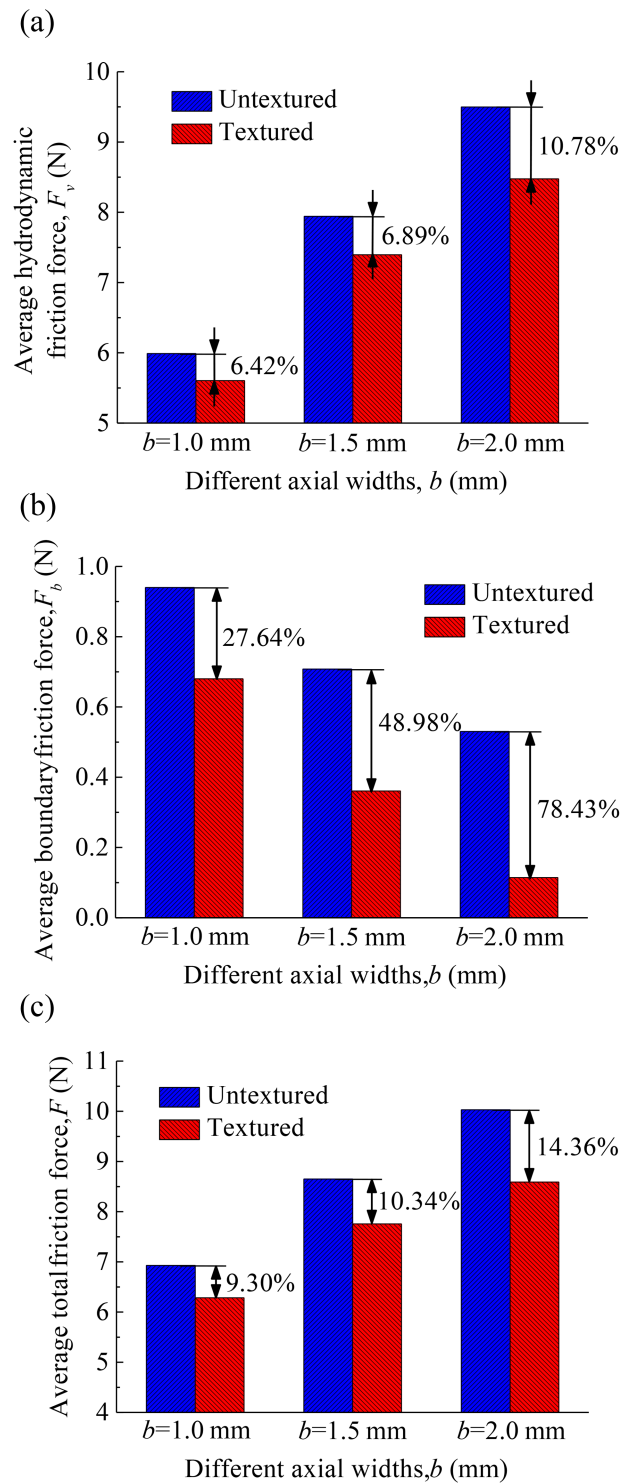 (a)
Average hydrodynamic
friction force, Fv (N)
10
9
8
7
6
5
Untextured
Textured
6.42%
6.89%
10.78%
b=1.0 mm
b=1.5 mm
b=2.0 mm
Different axial widths, b (mm)
(b)
Average boundary friction force,Fb (N)
1.0
0.8
0.6
0.4
0.2
0.0
Untextured
Textured
27.64%
48.98%
78.43%
b=1.0 mm
b=1.5 mm
b=2.0 mm
Different axial widths,b (mm)
(c)
Average total friction force,F (N)
11
10
9
8
7
6
5
4
Untextured
Textured
9.30%
10.34%
14.36%
b=1.0 mm
b=1.5 mm
b=2.0 mm
Different axial widths,b (mm)